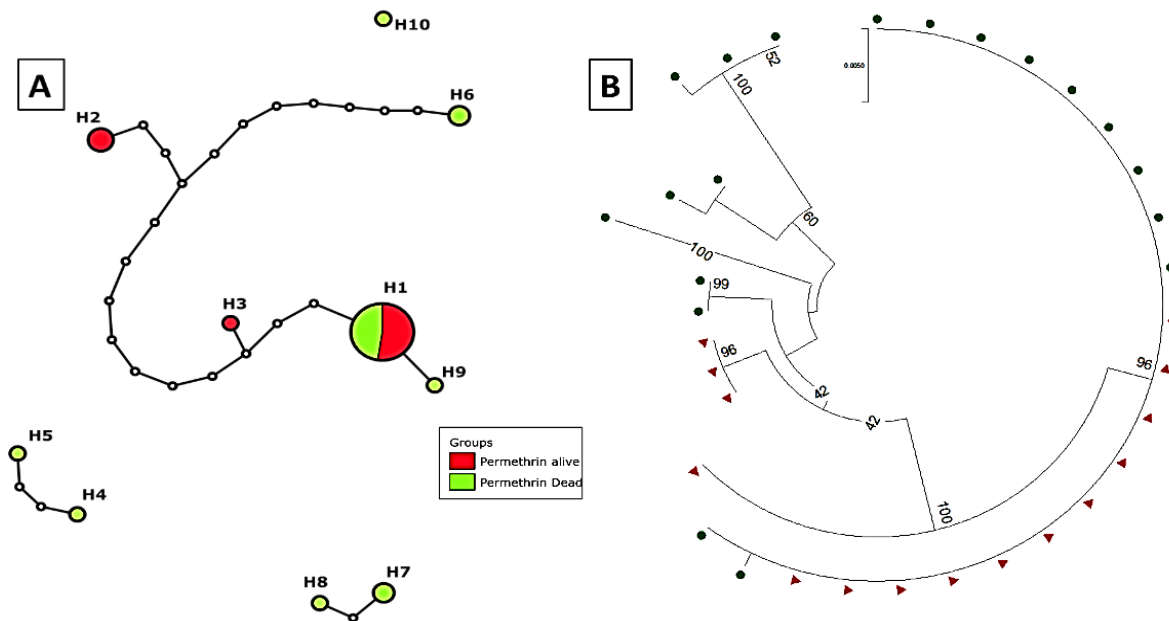 A
H10
H2
H6
H3
H1
H9
H5
H4
H8
H7
Groups
Permethrin alive
Permethrin Dead
B
0.0050
52
100
60
100
99
96
42
42
100
96